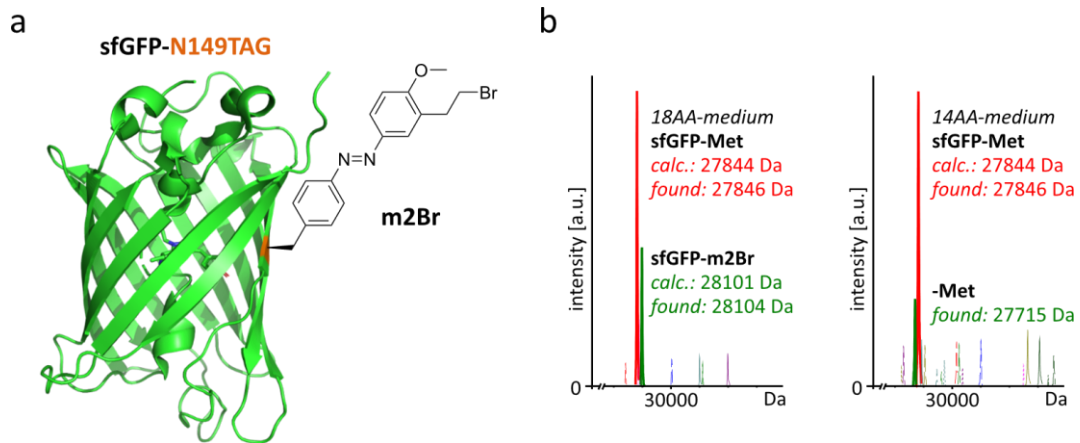 a
sfGFP-N149TAG
O
Br
N
N
m2Br
b
intensity [a.u.]
18AA-medium
sfGFP-Met
calc.: 27844 Da
found: 27846 Da
sfGFP-m2Br
calc.: 28101 Da
found: 28104 Da
0
30000
Da
intensity [a.u.]
14AA-medium
sfGFP-Met
calc.: 27844 Da
found: 27846 Da
-Met
found: 27715 Da
0
30000
Da